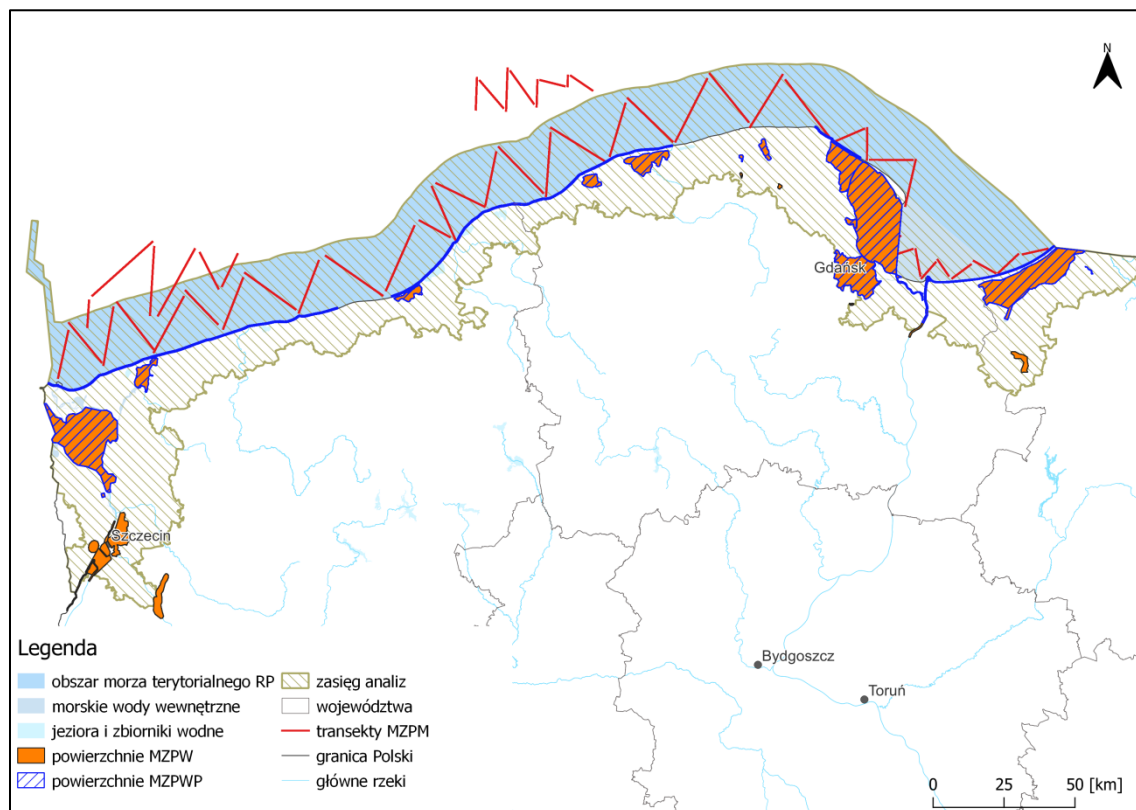 N
Gdańsk
Szczecin
Legenda
obszar morza terytorialnego RP
morskie wody wewnętrzne
jeziora i zbiorniki wodne
powierzchnie MZPW
powierzchnie MZPWP
zasięg analiz
województwa
transekty MZPM
granica Polski
główne rzeki
Bydgoszcz
Toruń
0 25 50 [km]